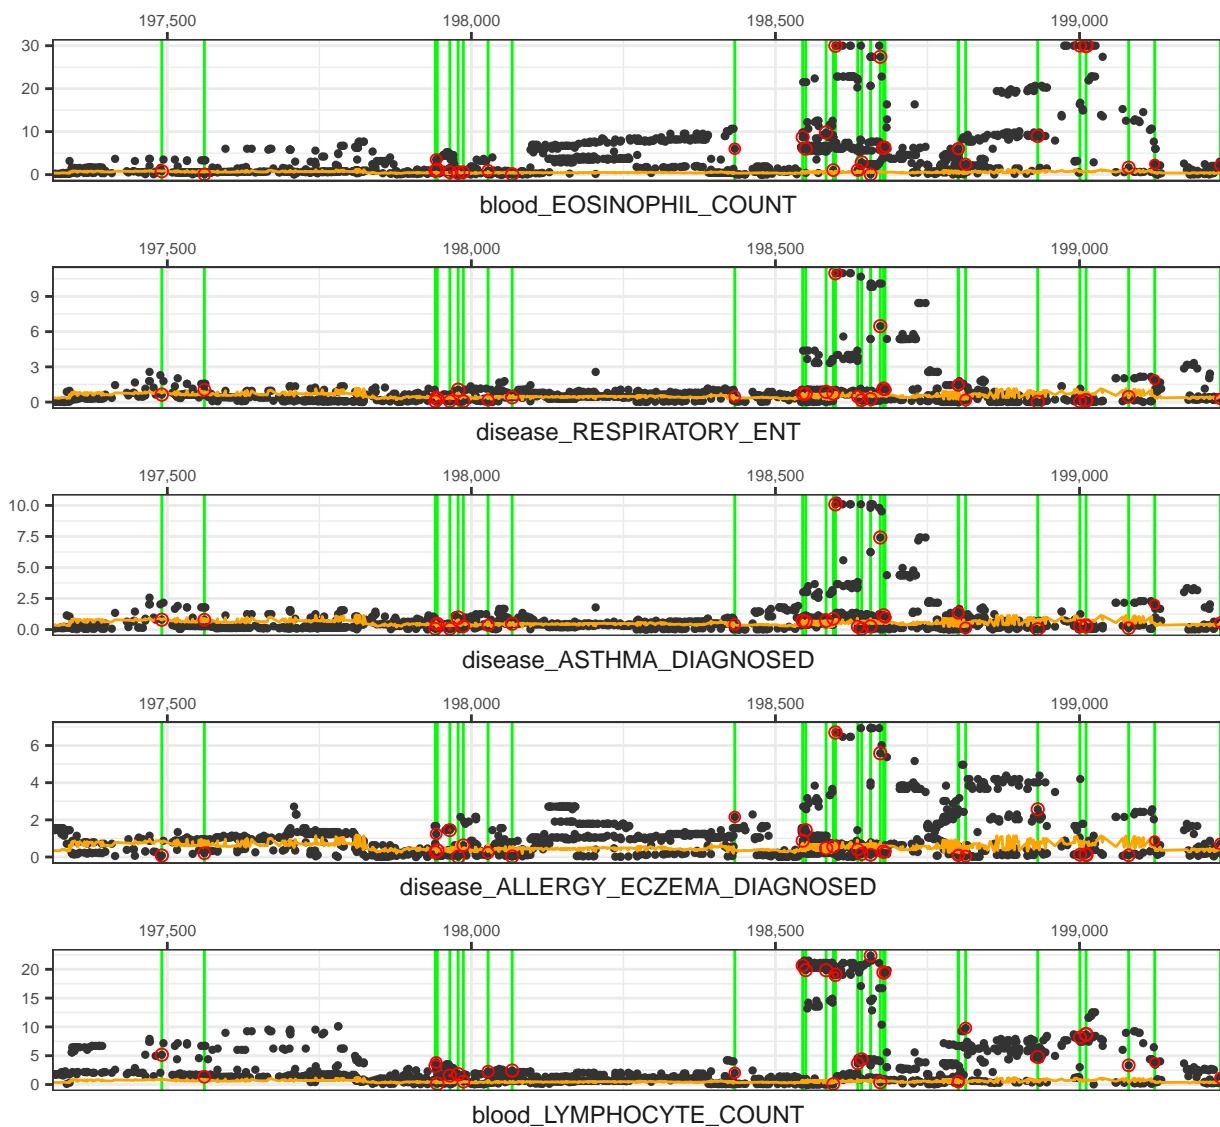 197,500 198,000 198,500 199,000
30
20
10
0
blood_EOSINOPHIL_COUNT
197,500 198,000 198,500 199,000
9
6
3
0
disease_RESPIRATORY_ENT
197,500 198,000 198,500 199,000
10.0
7.5
5.0
2.5
0.0
disease_ASTHMA_DIAGNOSED
197,500 198,000 198,500 199,000
6
4
2
0
disease_ALLERGY_ECZEMA_DIAGNOSED
197,500 198,000 198,500 199,000
20
15
10
5
0
blood_LYMPHOCYTE_COUNT